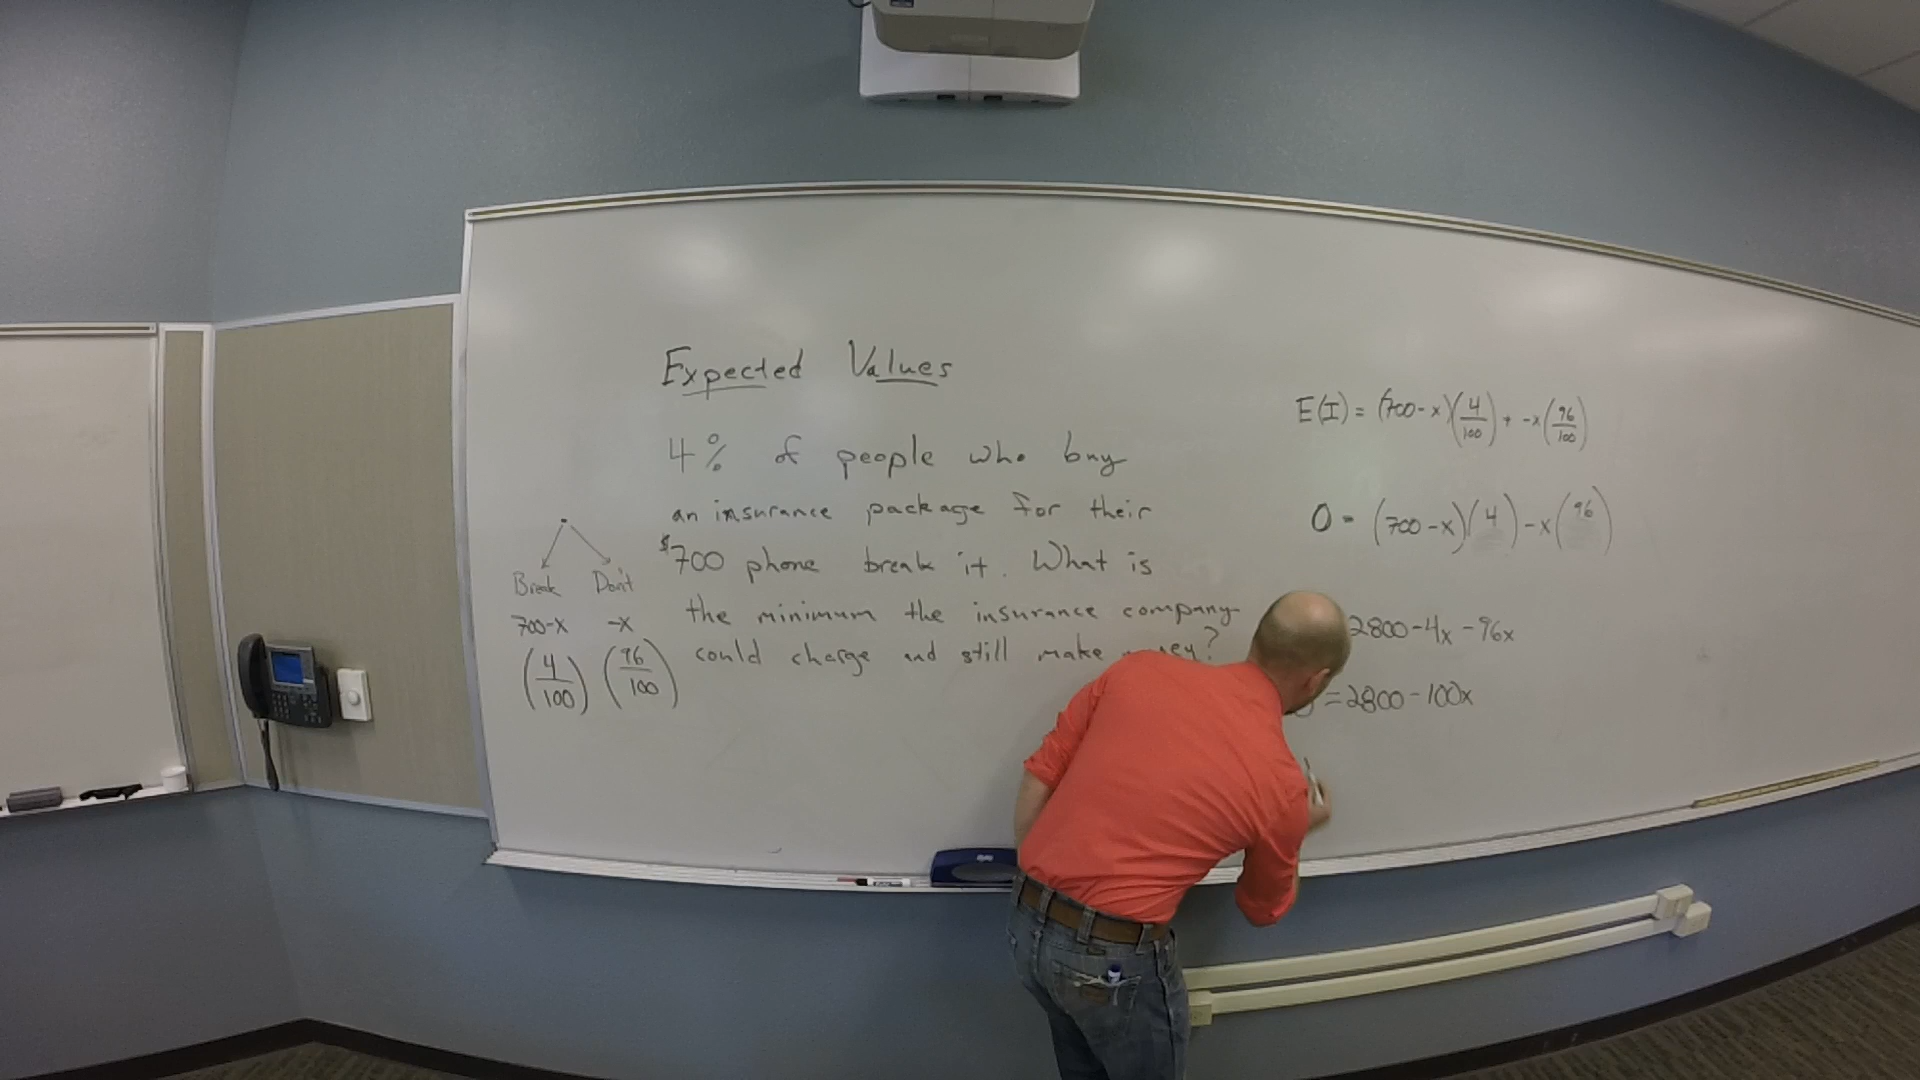 Expected Values
4% of people who buy
an insurance package for their
$700 phone break it. What is
the minimum the insurance company
could charge and still make money?
Break Don't
700-x -x
(4/100) (96/100)
E(I) = (700-x)(4/100) + -x(96/100)
0 = (700-x)(4) - x(96)
2800-4x-96x
= 2800-100x